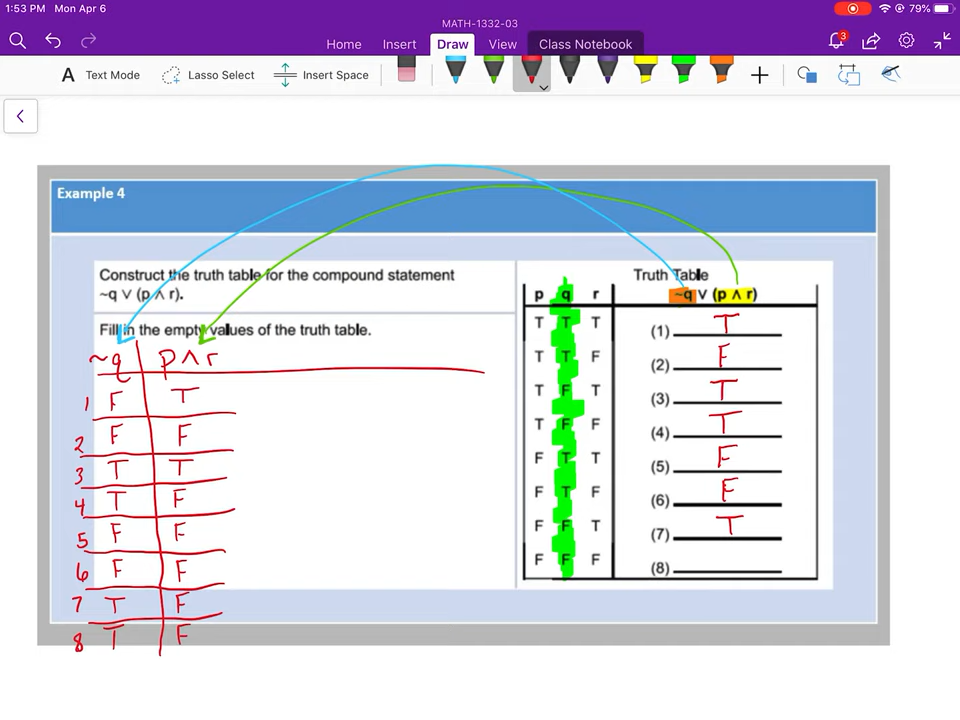 1:53 PM Mon Apr 6
79%
MATH-1332-03
Home Insert Draw View Class Notebook
3
A Text Mode Lasso Select Insert Space
Example 4
Construct the truth table for the compound statement
~q ∨ (p ∧ r).
Fill in the empty values of the truth table.
~q p∧r
1 F T
2 F F
3 T T
4 T F
5 F F
6 F F
7 T F
8 T F
Truth Table
p q r ~q ∨ (p ∧ r)
T T T (1) T
T T F (2) F
T F T (3) T
T F F (4) T
F T T (5) F
F T F (6) F
F F T (7) T
F F F (8)